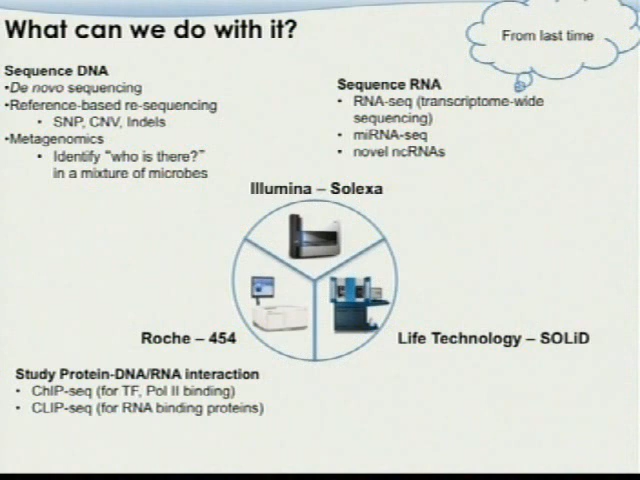 What can we do with it?
From last time
Sequence DNA
•De novo sequencing
•Reference-based re-sequencing
• SNP, CNV, Indels
•Metagenomics
• Identify “who is there?”
in a mixture of microbes
Sequence RNA
• RNA-seq (transcriptome-wide
sequencing)
• miRNA-seq
• novel ncRNAs
Illumina – Solexa
Roche – 454
Life Technology – SOLiD
Study Protein-DNA/RNA interaction
• ChIP-seq (for TF, Pol II binding)
• CLIP-seq (for RNA binding proteins)